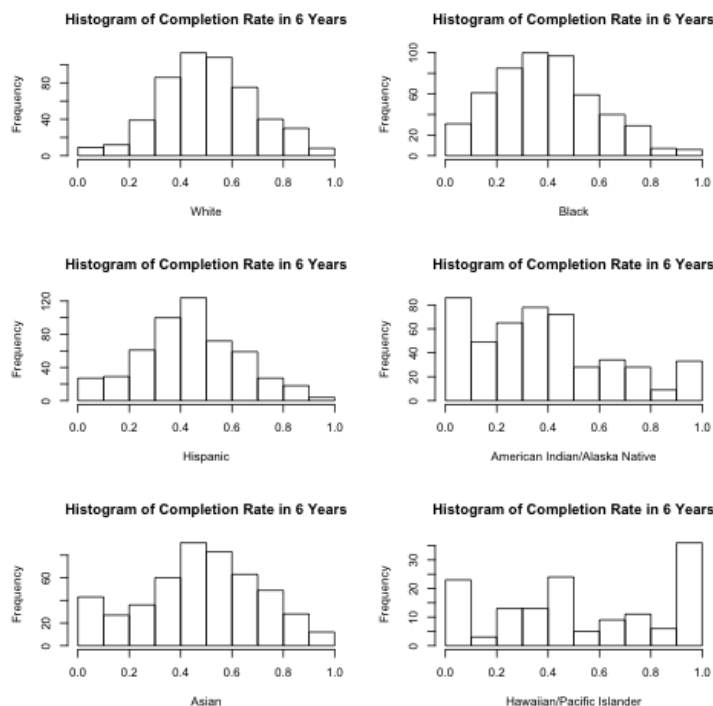 Histogram of Completion Rate in 6 Years
Frequency
0 40 80
0.0 0.2 0.4 0.6 0.8 1.0
White
Histogram of Completion Rate in 6 Years
Frequency
0 20 60 100
0.0 0.2 0.4 0.6 0.8 1.0
Black
Histogram of Completion Rate in 6 Years
Frequency
0 40 80 120
0.0 0.2 0.4 0.6 0.8 1.0
Hispanic
Histogram of Completion Rate in 6 Years
Frequency
0 20 40 60 80
0.0 0.2 0.4 0.6 0.8 1.0
American Indian/Alaska Native
Histogram of Completion Rate in 6 Years
Frequency
0 20 60
0.0 0.2 0.4 0.6 0.8 1.0
Asian
Histogram of Completion Rate in 6 Years
Frequency
0 10 20 30
0.0 0.2 0.4 0.6 0.8 1.0
Hawaiian/Pacific Islander